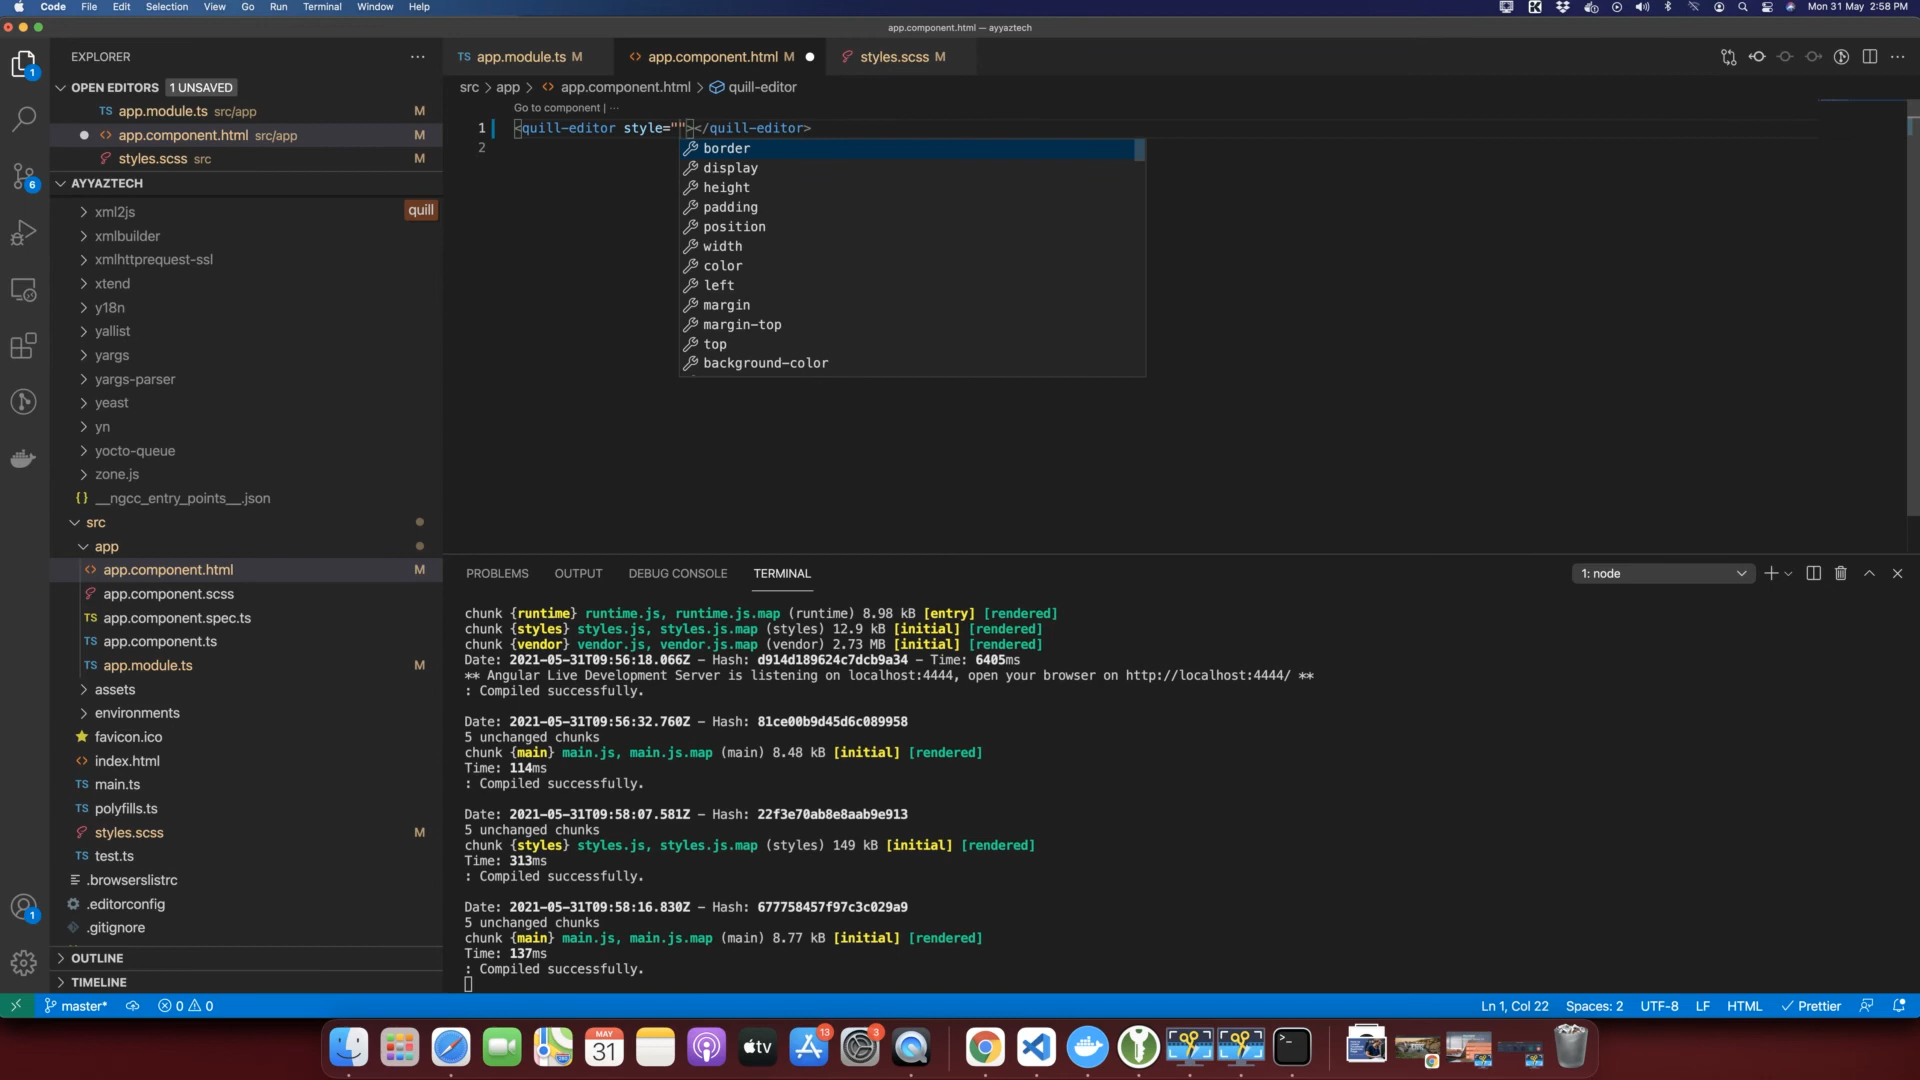 Code File Edit Selection View Go Run Terminal Window Help
Mon 31 May 2:58 PM
app.component.html — ayyaztech
EXPLORER
OPEN EDITORS 1 UNSAVED
TS app.module.ts src/app M
app.component.html src/app M
styles.scss src M
AYYAZTECH
quill
xml2js
xmlbuilder
xmlhttprequest-ssl
xtend
y18n
yallist
yargs
yargs-parser
yeast
yn
yocto-queue
zone.js
{} __ngcc_entry_points__.json
src
app
app.component.html M
app.component.scss
TS app.component.spec.ts
TS app.component.ts
TS app.module.ts M
assets
environments
favicon.ico
index.html
TS main.ts
TS polyfills.ts
styles.scss M
TS test.ts
.browserslistrc
.editorconfig
.gitignore
OUTLINE
TIMELINE
1
6
1
TS app.module.ts M
app.component.html M
styles.scss M
src > app > app.component.html > quill-editor
Go to component | ···
1 <quill-editor style=""></quill-editor>
2
border
display
height
padding
position
width
color
left
margin
margin-top
top
background-color
PROBLEMS OUTPUT DEBUG CONSOLE TERMINAL
1: node
chunk {runtime} runtime.js, runtime.js.map (runtime) 8.98 kB [entry] [rendered]
chunk {styles} styles.js, styles.js.map (styles) 12.9 kB [initial] [rendered]
chunk {vendor} vendor.js, vendor.js.map (vendor) 2.73 MB [initial] [rendered]
Date: 2021-05-31T09:56:18.066Z - Hash: d914d189624c7dcb9a34 - Time: 6405ms
** Angular Live Development Server is listening on localhost:4444, open your browser on http://localhost:4444/ **
: Compiled successfully.
Date: 2021-05-31T09:56:32.760Z - Hash: 81ce00b9d45d6c089958
5 unchanged chunks
chunk {main} main.js, main.js.map (main) 8.48 kB [initial] [rendered]
Time: 114ms
: Compiled successfully.
Date: 2021-05-31T09:58:07.581Z - Hash: 22f3e70ab8e8aab9e913
5 unchanged chunks
chunk {styles} styles.js, styles.js.map (styles) 149 kB [initial] [rendered]
Time: 313ms
: Compiled successfully.
Date: 2021-05-31T09:58:16.830Z - Hash: 677758457f97c3c029a9
5 unchanged chunks
chunk {main} main.js, main.js.map (main) 8.77 kB [initial] [rendered]
Time: 137ms
: Compiled successfully.
master* 0 0
Ln 1, Col 22 Spaces: 2 UTF-8 LF HTML Prettier
MAY
31
tv
13
3